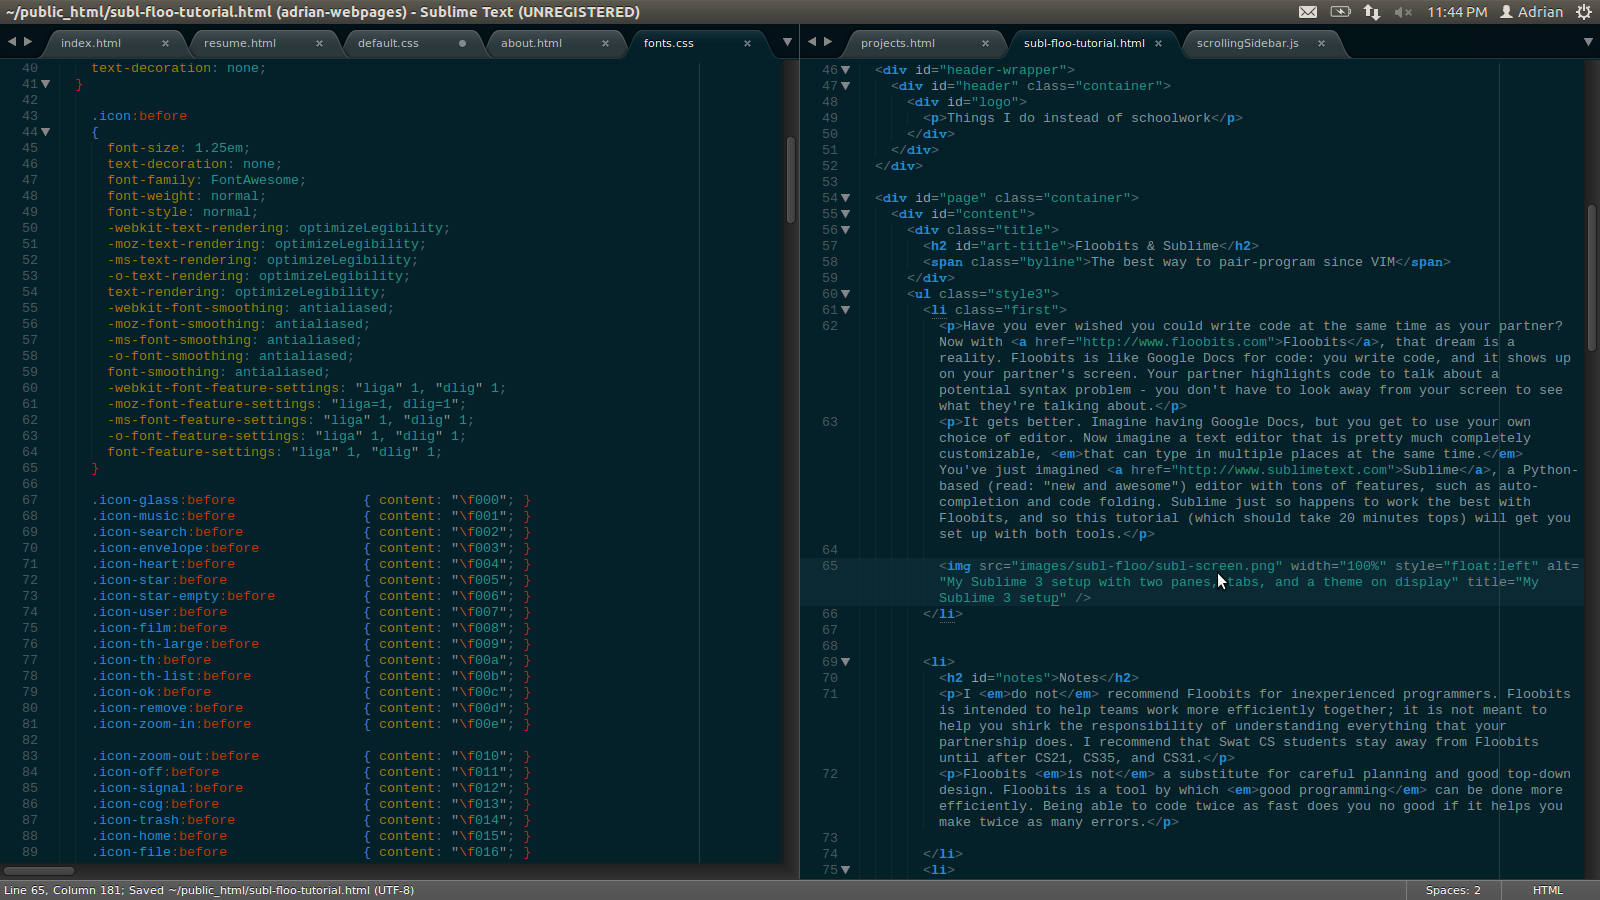 ~/public_html/subl-floo-tutorial.html (adrian-webpages) - Sublime Text (UNREGISTERED)
11:44 PM Adrian
index.html × resume.html × default.css about.html × fonts.css ×
40 text-decoration: none;
41 }
42
43 .icon:before
44 {
45 font-size: 1.25em;
46 text-decoration: none;
47 font-family: FontAwesome;
48 font-weight: normal;
49 font-style: normal;
50 -webkit-text-rendering: optimizeLegibility;
51 -moz-text-rendering: optimizeLegibility;
52 -ms-text-rendering: optimizeLegibility;
53 -o-text-rendering: optimizeLegibility;
54 text-rendering: optimizeLegibility;
55 -webkit-font-smoothing: antialiased;
56 -moz-font-smoothing: antialiased;
57 -ms-font-smoothing: antialiased;
58 -o-font-smoothing: antialiased;
59 font-smoothing: antialiased;
60 -webkit-font-feature-settings: "liga" 1, "dlig" 1;
61 -moz-font-feature-settings: "liga=1, dlig=1";
62 -ms-font-feature-settings: "liga" 1, "dlig" 1;
63 -o-font-feature-settings: "liga" 1, "dlig" 1;
64 font-feature-settings: "liga" 1, "dlig" 1;
65 }
66
67 .icon-glass:before { content: "\f000"; }
68 .icon-music:before { content: "\f001"; }
69 .icon-search:before { content: "\f002"; }
70 .icon-envelope:before { content: "\f003"; }
71 .icon-heart:before { content: "\f004"; }
72 .icon-star:before { content: "\f005"; }
73 .icon-star-empty:before { content: "\f006"; }
74 .icon-user:before { content: "\f007"; }
75 .icon-film:before { content: "\f008"; }
76 .icon-th-large:before { content: "\f009"; }
77 .icon-th:before { content: "\f00a"; }
78 .icon-th-list:before { content: "\f00b"; }
79 .icon-ok:before { content: "\f00c"; }
80 .icon-remove:before { content: "\f00d"; }
81 .icon-zoom-in:before { content: "\f00e"; }
82
83 .icon-zoom-out:before { content: "\f010"; }
84 .icon-off:before { content: "\f011"; }
85 .icon-signal:before { content: "\f012"; }
86 .icon-cog:before { content: "\f013"; }
87 .icon-trash:before { content: "\f014"; }
88 .icon-home:before { content: "\f015"; }
89 .icon-file:before { content: "\f016"; }
projects.html × subl-floo-tutorial.html × scrollingSidebar.js ×
46 <div id="header-wrapper">
47 <div id="header" class="container">
48 <div id="logo">
49 <p>Things I do instead of schoolwork</p>
50 </div>
51 </div>
52 </div>
53
54 <div id="page" class="container">
55 <div id="content">
56 <div class="title">
57 <h2 id="art-title">Floobits & Sublime</h2>
58 <span class="byline">The best way to pair-program since VIM</span>
59 </div>
60 <ul class="style3">
61 <li class="first">
62 <p>Have you ever wished you could write code at the same time as your partner?
Now with <a href="http://www.floobits.com">Floobits</a>, that dream is a
reality. Floobits is like Google Docs for code: you write code, and it shows up
on your partner's screen. Your partner highlights code to talk about a
potential syntax problem - you don't have to look away from your screen to see
what they're talking about.</p>
63 <p>It gets better. Imagine having Google Docs, but you get to use your own
choice of editor. Now imagine a text editor that is pretty much completely
customizable, <em>that can type in multiple places at the same time.</em>
You've just imagined <a href="http://www.sublimetext.com">Sublime</a>, a Python-
based (read: "new and awesome") editor with tons of features, such as auto-
completion and code folding. Sublime just so happens to work the best with
Floobits, and so this tutorial (which should take 20 minutes tops) will get you
set up with both tools.</p>
64
65 <img src="images/subl-floo/subl-screen.png" width="100%" style="float:left" alt=
"My Sublime 3 setup with two panes, tabs, and a theme on display" title="My
Sublime 3 setup" />
66 </li>
67
68
69 <li>
70 <h2 id="notes">Notes</h2>
71 <p>I <em>do not</em> recommend Floobits for inexperienced programmers. Floobits
is intended to help teams work more efficiently together; it is not meant to
help you shirk the responsibility of understanding everything that your
partnership does. I recommend that Swat CS students stay away from Floobits
until after CS21, CS35, and CS31.</p>
72 <p>Floobits <em>is not</em> a substitute for careful planning and good top-down
design. Floobits is a tool by which <em>good programming</em> can be done more
efficiently. Being able to code twice as fast does you no good if it helps you
make twice as many errors.</p>
73
74 </li>
75 <li>
Line 65, Column 181; Saved ~/public_html/subl-floo-tutorial.html (UTF-8)
Spaces: 2 HTML